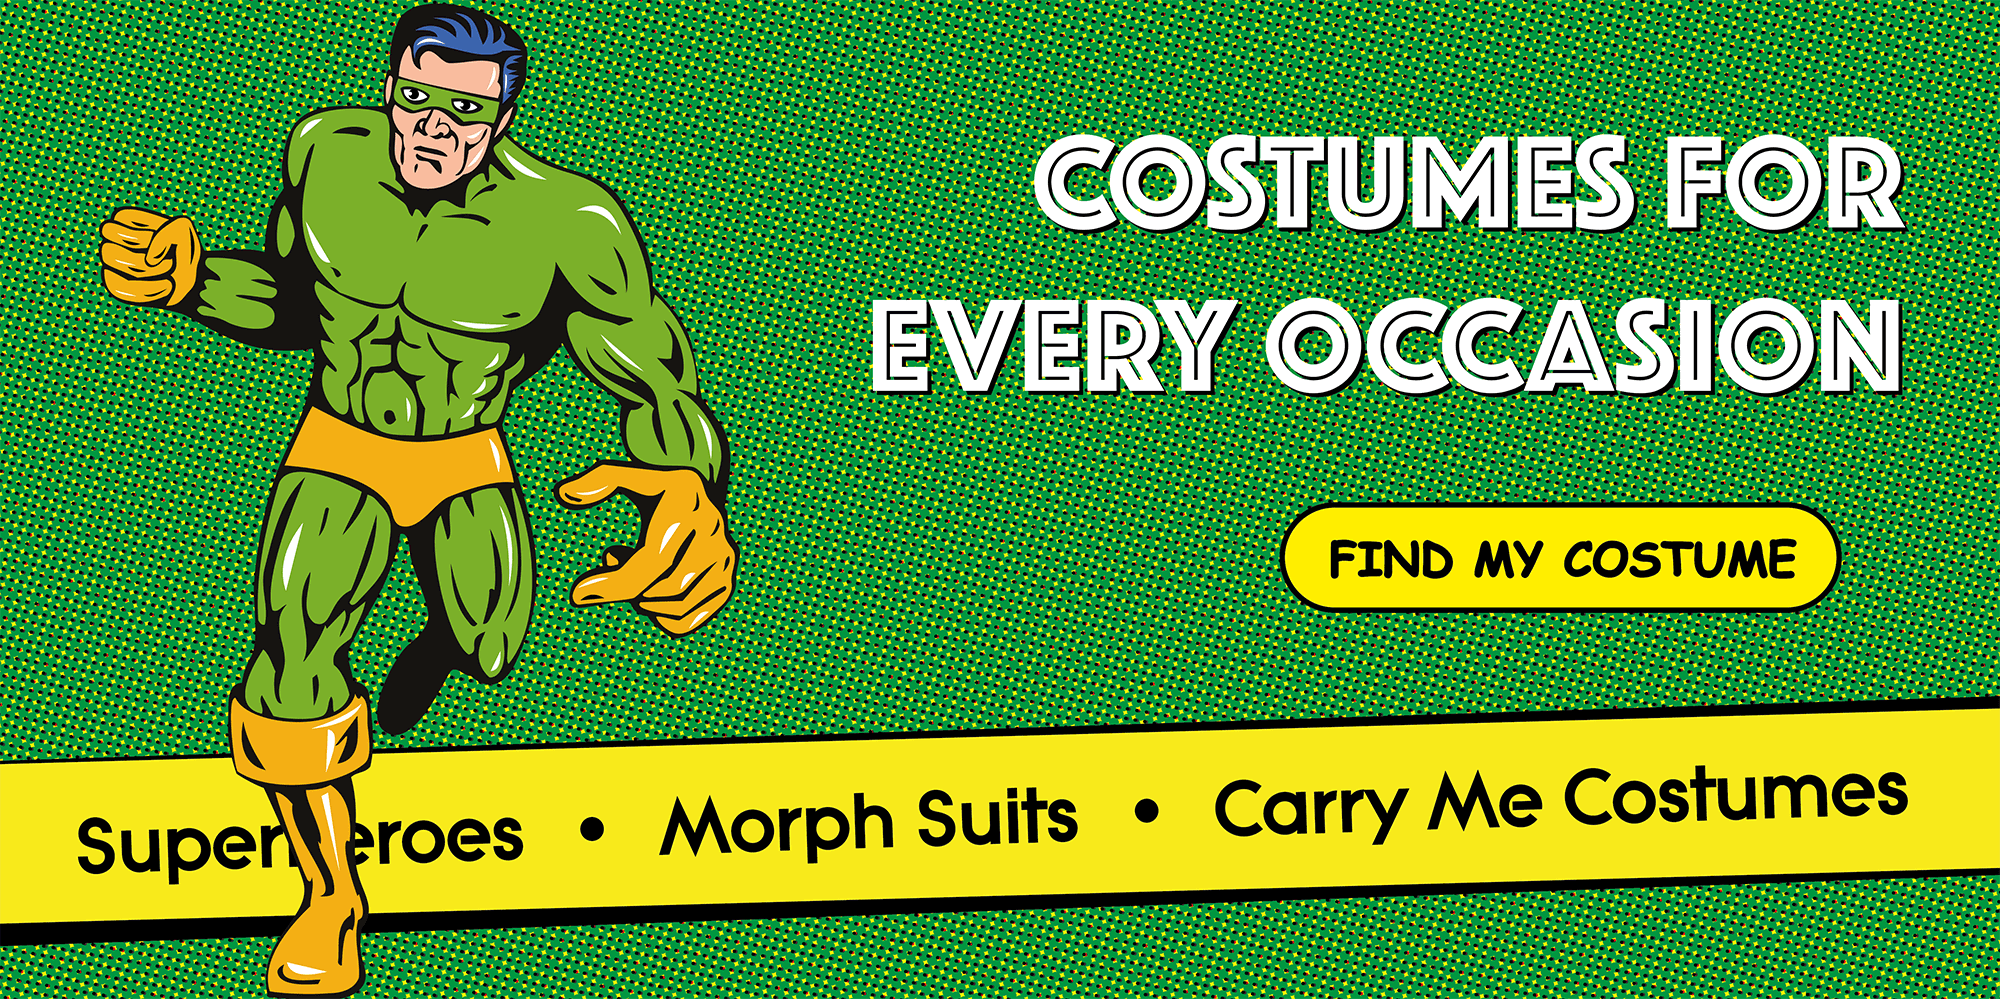 COSTUMES FOR
EVERY OCCASION
FIND MY COSTUME
Superheroes • Morph Suits • Carry Me Costumes